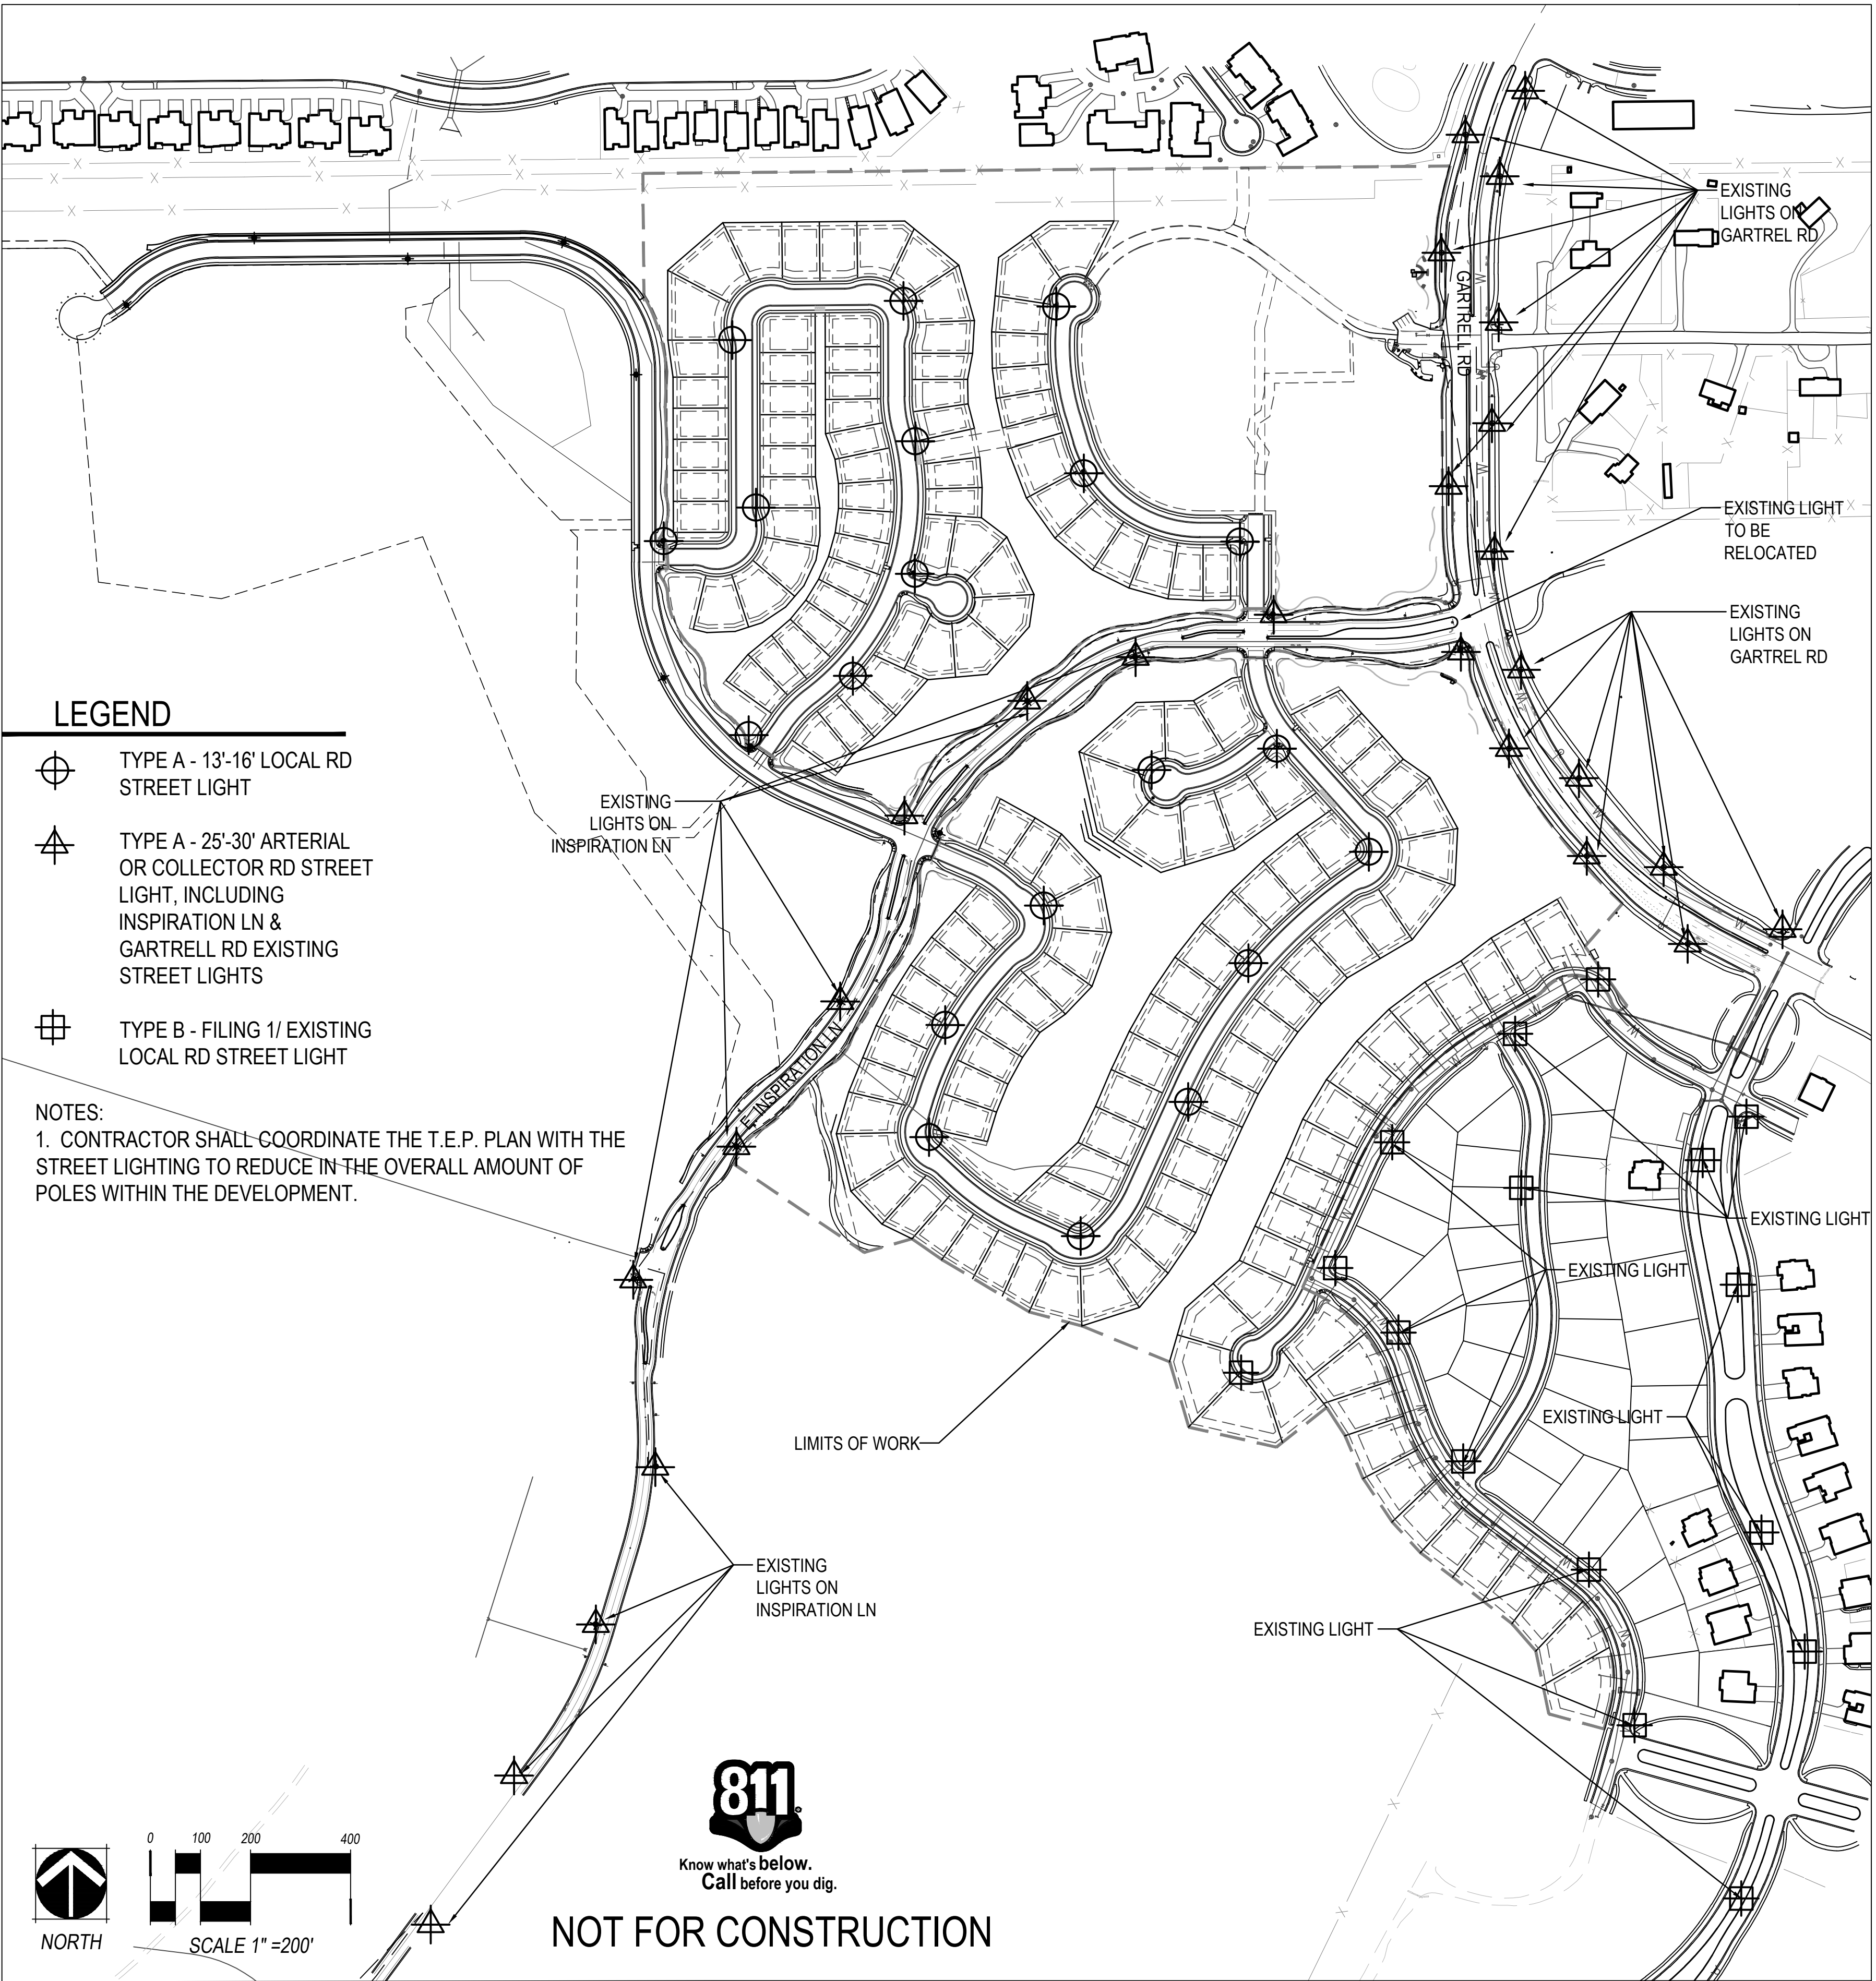 EXISTING
LIGHTS ON
GARTREL RD
GARTRELL RD
EXISTING LIGHT
TO BE
RELOCATED
EXISTING
LIGHTS ON
GARTREL RD
LEGEND
TYPE A - 13'-16' LOCAL RD
STREET LIGHT
TYPE A - 25'-30' ARTERIAL
OR COLLECTOR RD STREET
LIGHT, INCLUDING
INSPIRATION LN &
GARTRELL RD EXISTING
STREET LIGHTS
TYPE B - FILING 1/ EXISTING
LOCAL RD STREET LIGHT
NOTES:
1. CONTRACTOR SHALL COORDINATE THE T.E.P. PLAN WITH THE
STREET LIGHTING TO REDUCE IN THE OVERALL AMOUNT OF
POLES WITHIN THE DEVELOPMENT.
EXISTING
LIGHTS ON
INSPIRATION LN
E. INSPIRATION LN
EXISTING LIGHT
EXISTING LIGHT
EXISTING LIGHT
LIMITS OF WORK
EXISTING
LIGHTS ON
INSPIRATION LN
EXISTING LIGHT
811
Know what's below.
Call before you dig.
0 100 200 400
NORTH
SCALE 1" =200'
NOT FOR CONSTRUCTION